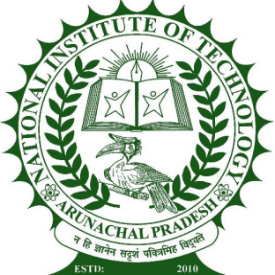 NATIONAL INSTITUTE OF TECHNOLOGY
ARUNACHAL PRADESH
न हि ज्ञानेन सदृशं पवित्रमिह विद्यते
ESTD: 2010